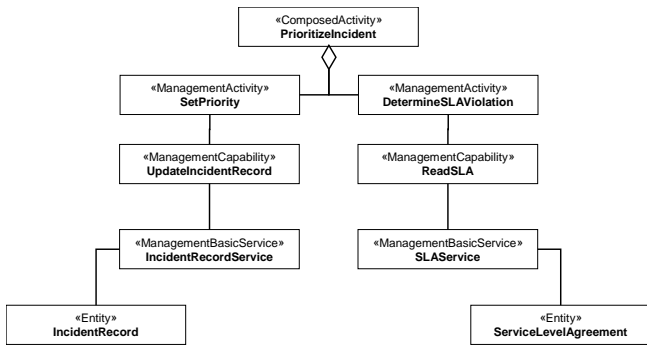 «ComposedActivity»
PrioritizeIncident
«ManagementActivity»
SetPriority
«ManagementActivity»
DetermineSLAViolation
«ManagementCapability»
UpdateIncidentRecord
«ManagementCapability»
ReadSLA
«ManagementBasicService»
IncidentRecordService
«ManagementBasicService»
SLAService
«Entity»
IncidentRecord
«Entity»
ServiceLevelAgreement